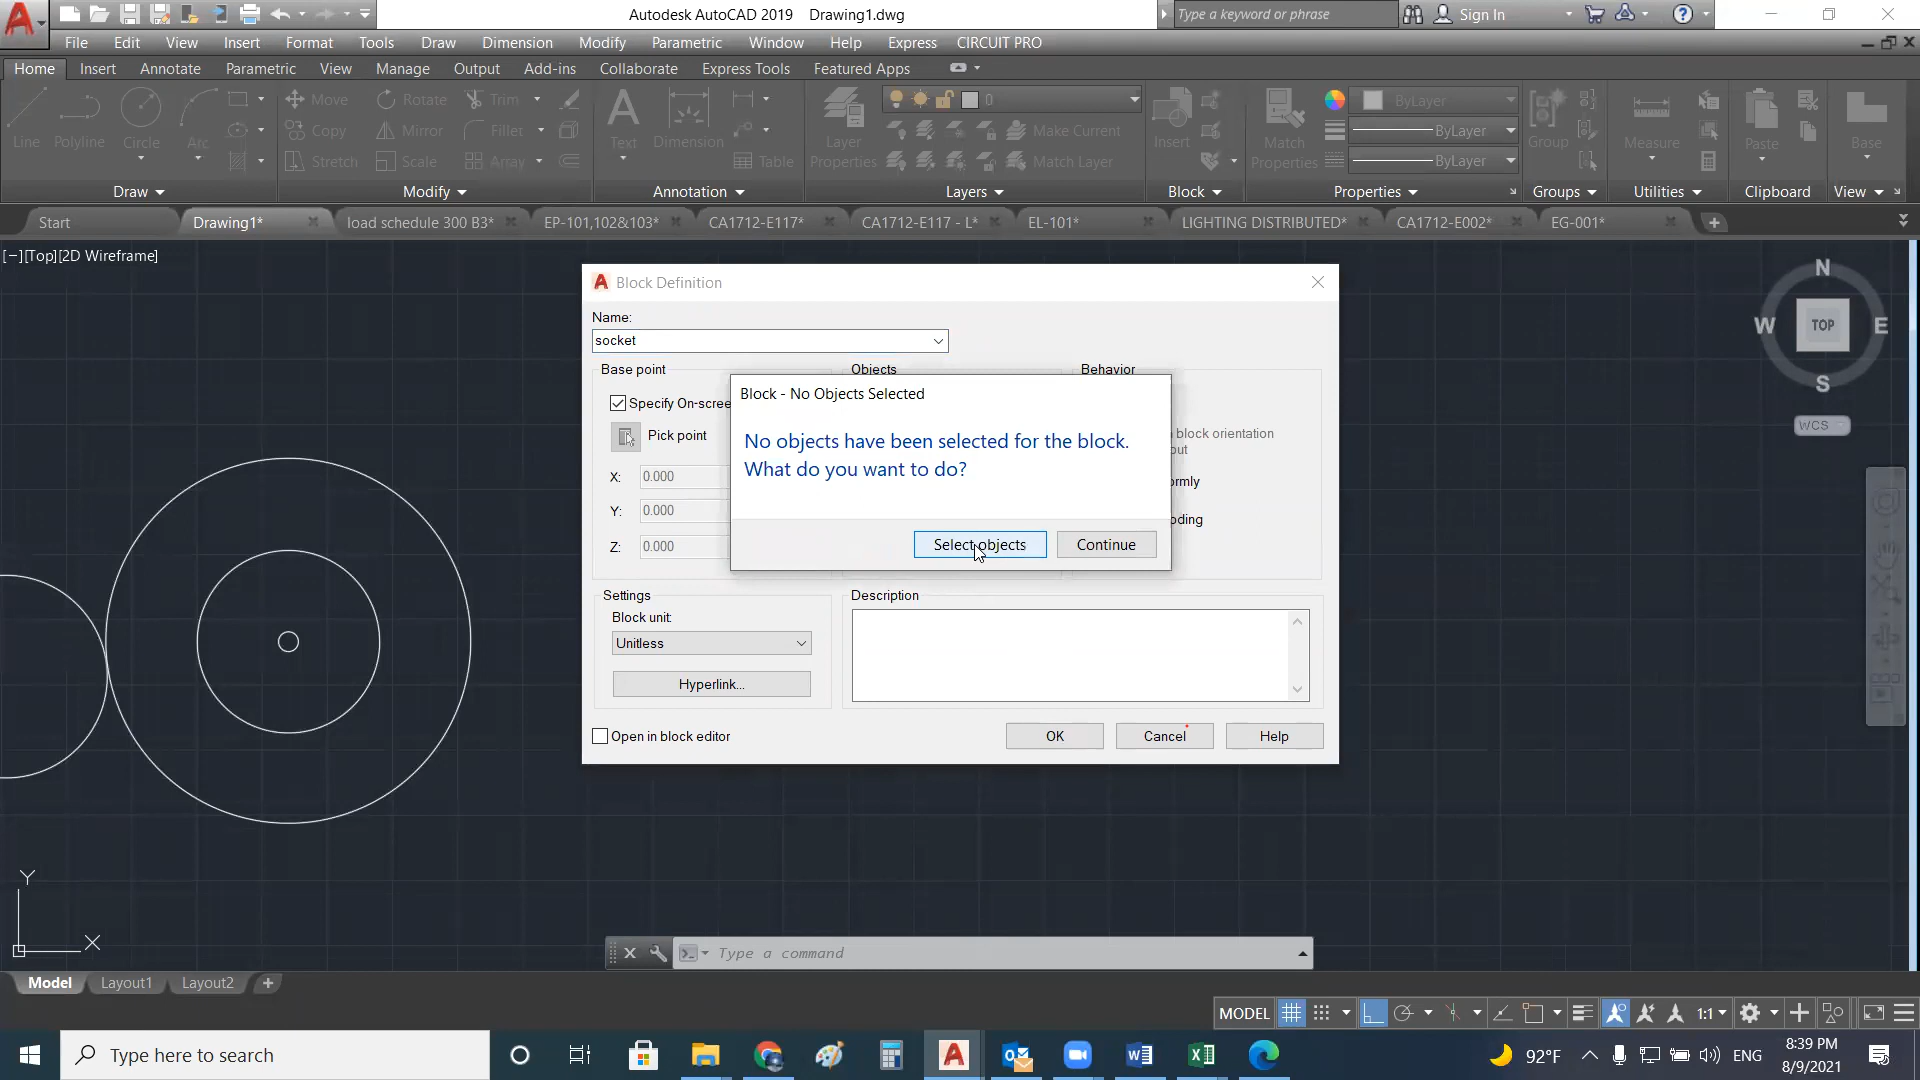 Autodesk AutoCAD 2019 Drawing1.dwg
Type a keyword or phrase
Sign In
File Edit View Insert Format Tools Draw Dimension Modify Parametric Window Help Express CIRCUIT PRO
Home Insert Annotate Parametric View Manage Output Add-ins Collaborate Express Tools Featured Apps
Line Polyline Circle Arc
Move Rotate Trim
Copy Mirror Fillet
Stretch Scale Array
Text Dimension Table
Layer Properties
0
Make Current
Match Layer
Insert
Match Properties
ByLayer
ByLayer
ByLayer
Group
Measure
Paste
Base
Draw Modify Annotation Layers Block Properties Groups Utilities Clipboard View
Start Drawing1* load schedule 300 B3* EP-101,102&103* CA1712-E117* CA1712-E117 - L* EL-101* LIGHTING DISTRIBUTED* CA1712-E002* EG-001*
[−][Top][2D Wireframe]
N
W TOP E
S
WCS
Block Definition
Name:
socket
Base point
Specify On-scree
Pick point
X: 0.000
Y: 0.000
Z: 0.000
Objects
Behavior
block orientation
out
ormly
oding
Block - No Objects Selected
No objects have been selected for the block.
What do you want to do?
Select objects Continue
Settings
Block unit:
Unitless
Hyperlink...
Description
Open in block editor
OK Cancel Help
Y
X
Type a command
Model Layout1 Layout2
MODEL 1:1
Type here to search
92°F ENG
8:39 PM
8/9/2021